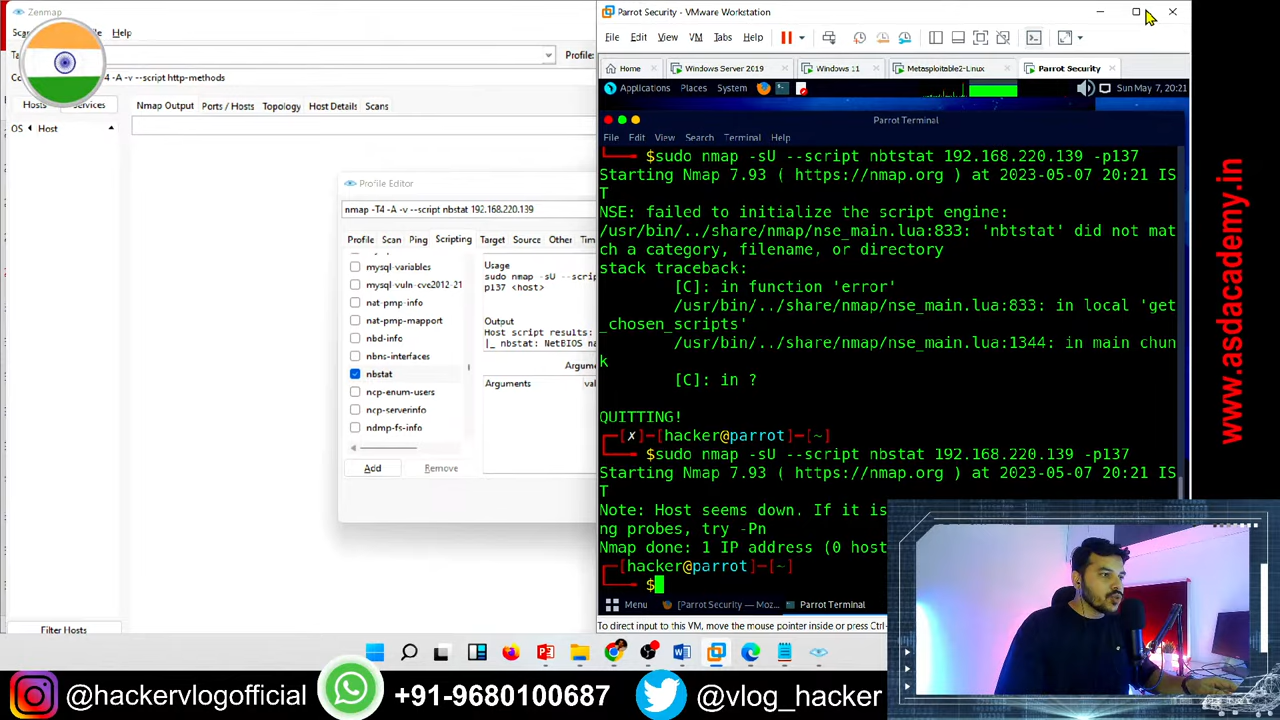 Zenmap
Help
Profile:
-T4 -A -v --script http-methods
Hosts
Services
Nmap Output
Ports / Hosts
Topology
Host Details
Scans
OS
Host
Filter Hosts
Profile Editor
nmap -T4 -A -v --script nbstat 192.168.220.139
Profile
Scan
Ping
Scripting
Target
Source
Other
mysql-variables
mysql-vuln-cve2012-21
nat-pmp-info
nat-pmp-mapport
nbd-info
nbns-interfaces
nbstat
ncp-enum-users
ncp-serverinfo
ndmp-fs-info
Add
Remove
Usage
sudo nmap -sU --scrip
p137 <host>
Output
Host script results:
|_ nbstat: NetBIOS na
Arguments
Parrot Security - VMware Workstation
File
Edit
View
VM
Tabs
Help
Home
Windows Server 2019
Windows 11
Metasploitable2-Linux
Parrot Security
Applications
Places
System
Sun May 7, 20:21
Parrot Terminal
File
Edit
View
Search
Terminal
Help
$sudo nmap -sU --script nbtstat 192.168.220.139 -p137
Starting Nmap 7.93 ( https://nmap.org ) at 2023-05-07 20:21 IS
T
NSE: failed to initialize the script engine:
/usr/bin/../share/nmap/nse_main.lua:833: 'nbtstat' did not mat
ch a category, filename, or directory
stack traceback:
[C]: in function 'error'
/usr/bin/../share/nmap/nse_main.lua:833: in local 'get
_chosen_scripts'
/usr/bin/../share/nmap/nse_main.lua:1344: in main chun
k
[C]: in ?
QUITTING!
[✗]─[hacker@parrot]─[~]
$sudo nmap -sU --script nbstat 192.168.220.139 -p137
Starting Nmap 7.93 ( https://nmap.org ) at 2023-05-07 20:21 IS
T
Note: Host seems down. If it is
ng probes, try -Pn
Nmap done: 1 IP address (0 host
[hacker@parrot]─[~]
$
Menu
[Parrot Security — Moz...
Parrot Terminal
To direct input to this VM, move the mouse pointer inside or press Ctrl-
www.asdacademy.in
@hackervlogofficial
+91-9680100687
@vlog_hacker